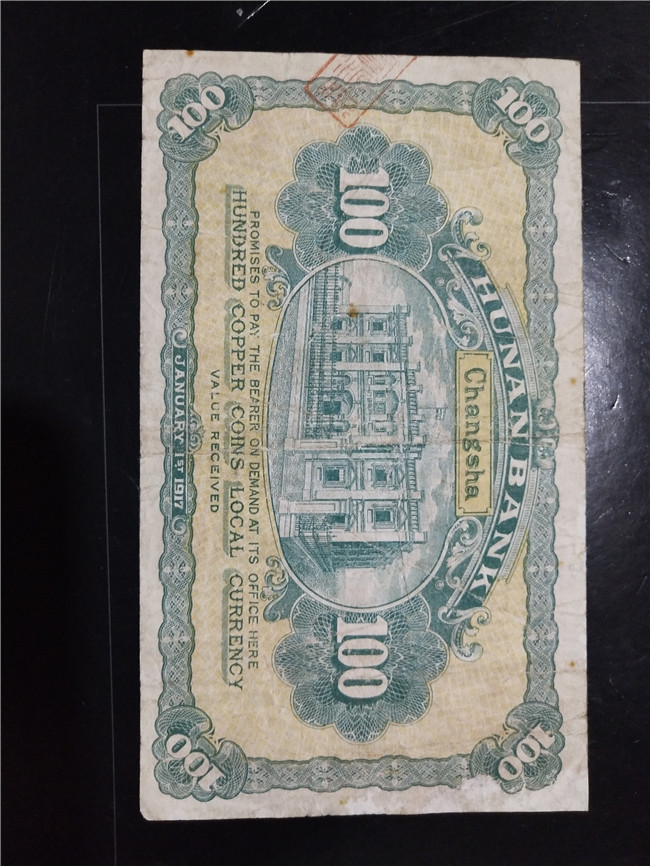 100 100
HUNAN BANK
Changsha
100 100
PROMISES TO PAY THE BEARER ON DEMAND AT ITS OFFICE HERE
HUNDRED COPPER COINS LOCAL CURRENCY
VALUE RECEIVED
JANUARY 1ST 1917
100 100